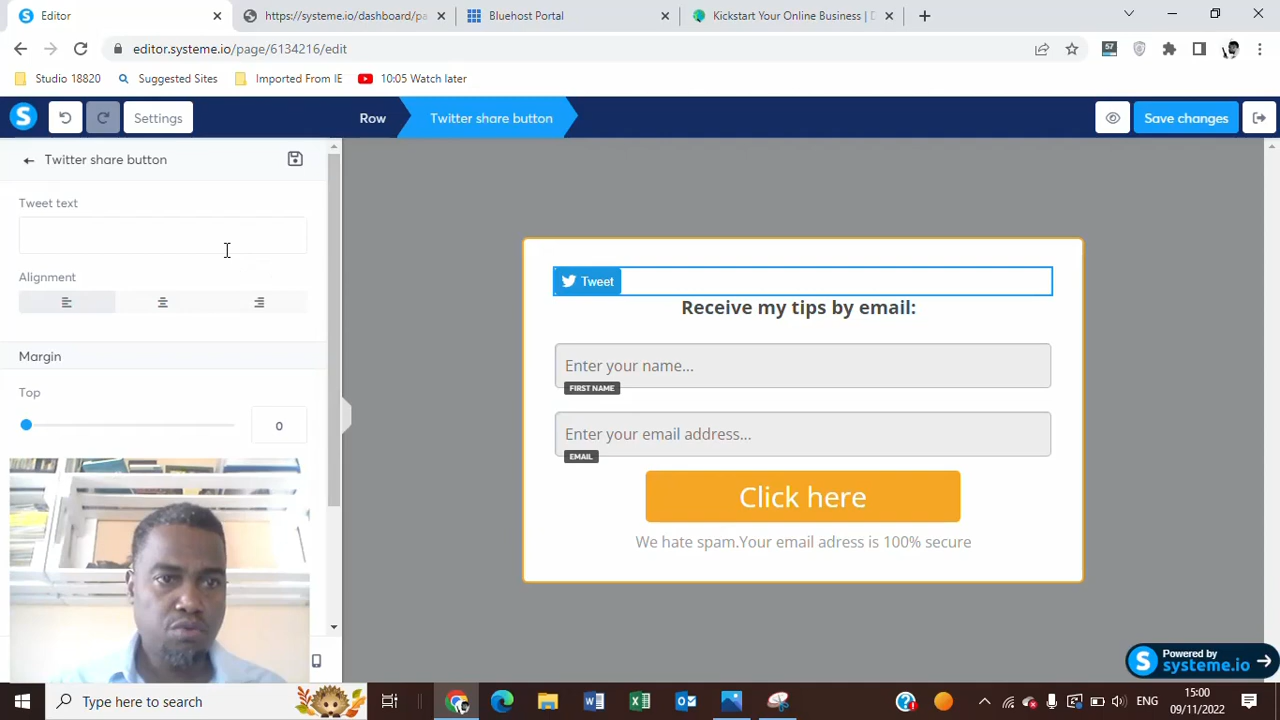 Editor
https://systeme.io/dashboard/pa
Bluehost Portal
Kickstart Your Online Business | D
editor.systeme.io/page/6134216/edit
57
Studio 18820
Suggested Sites
Imported From IE
10:05 Watch later
Settings
Row
Twitter share button
Save changes
Twitter share button
Tweet text
Alignment
Margin
Top
0
Tweet
Receive my tips by email:
Enter your name...
FIRST NAME
Enter your email address...
EMAIL
Click here
We hate spam.Your email adress is 100% secure
Powered by
systeme.io
Type here to search
ENG
15:00
09/11/2022